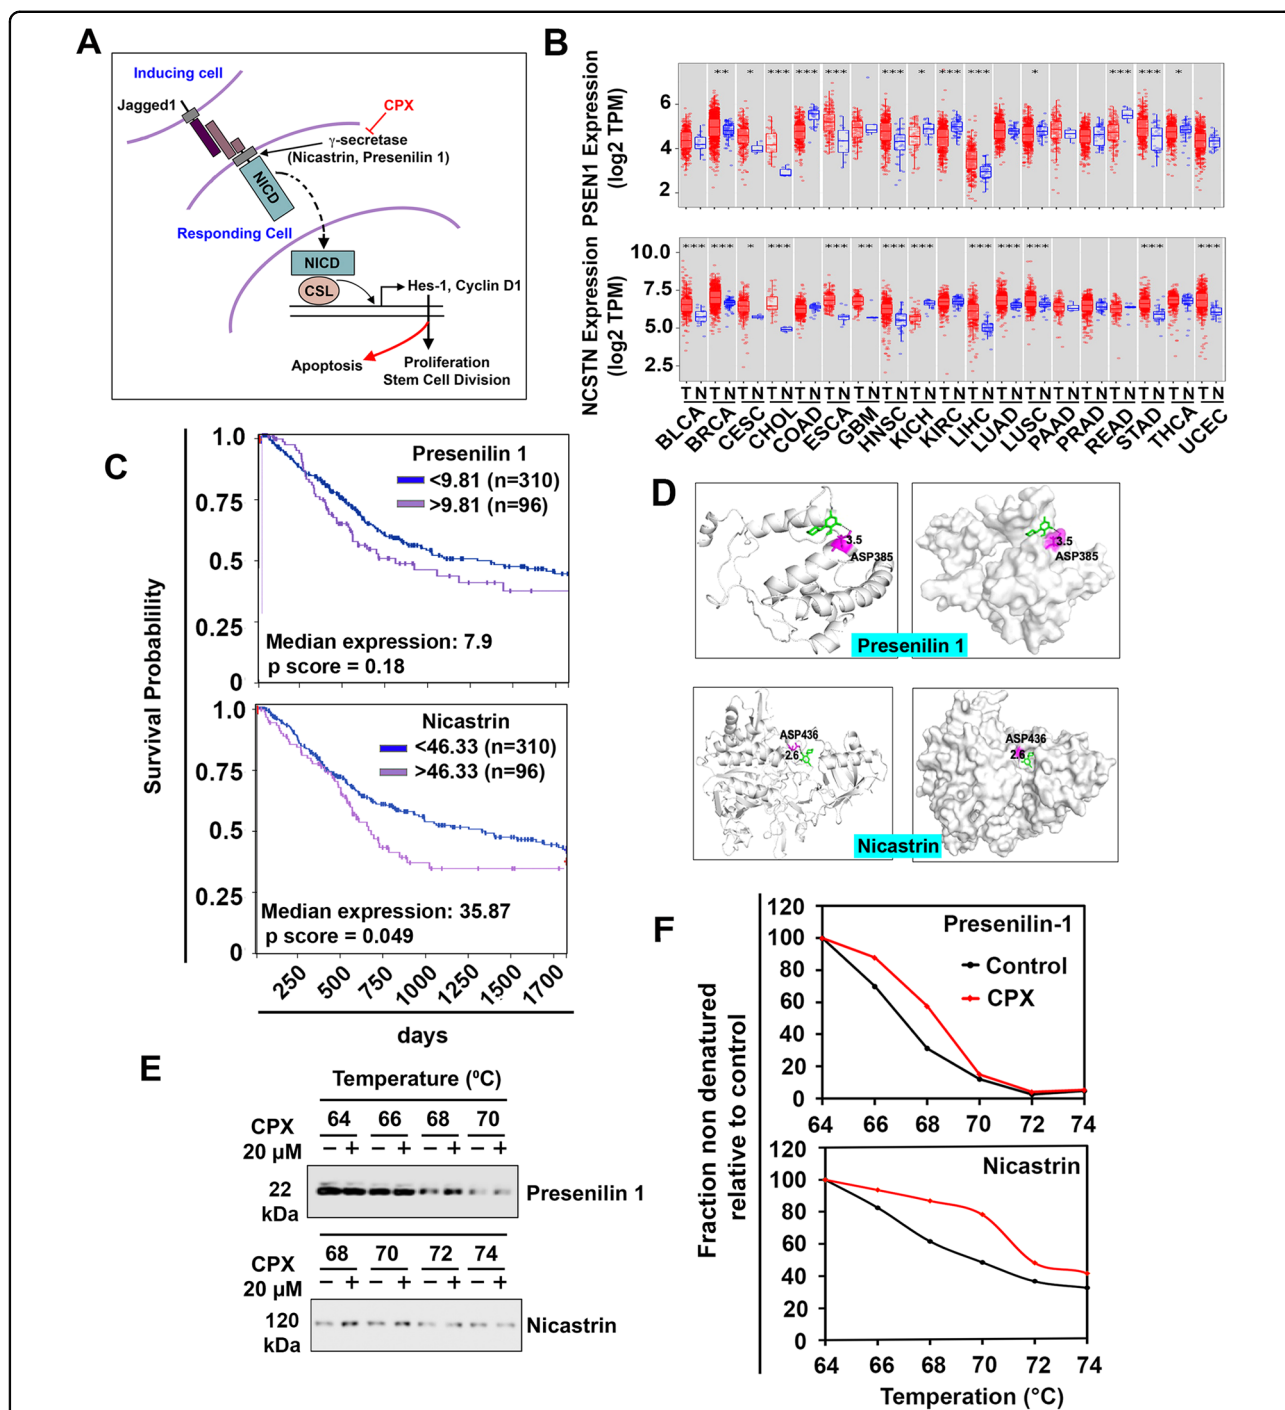 A
Inducing cell
Jagged1
CPX
γ-secretase
(Nicastrin, Presenilin 1)
NICD
Responding Cell
NICD
CSL
Hes-1, Cyclin D1
Apoptosis
Proliferation
Stem Cell Division
B
PSEN1 Expression
(log2 TPM)
6
4
2
** * *** *** *** *** * *** *** * *** *** *
NCSTN Expression
(log2 TPM)
10.0
7.5
5.0
2.5
*** *** * *** *** ** *** *** *** *** *** *** ***
T N T N T N T N T N T N T N T N T N T N T N T N T N T N T N T N T N T N T N
BLCA BRCA CESC CHOL COAD ESCA GBM HNSC KICH KIRC LIHC LUAD LUSC PAAD PRAD READ STAD THCA UCEC
C
Survival Probablility
1.0
0.75
0.5
0.25
0
Presenilin 1
<9.81 (n=310)
>9.81 (n=96)
Median expression: 7.9
p score = 0.18
1.0
0.75
0.5
0.25
0
Nicastrin
<46.33 (n=310)
>46.33 (n=96)
Median expression: 35.87
p score = 0.049
250 500 750 1000 1250 1500 1700
days
D
3.5
ASP385
3.5
ASP385
Presenilin 1
ASP436
2.6
ASP436
2.6
Nicastrin
E
Temperature (⁰C)
CPX 64 66 68 70
20 µM − + − + − + − +
22
kDa
Presenilin 1
CPX 68 70 72 74
20 µM − + − + − + − +
120
kDa
Nicastrin
F
Fraction non denatured
relative to control
120
100
80
60
40
20
0
Presenilin-1
Control
CPX
64 66 68 70 72 74
120
100
80
60
40
20
0
Nicastrin
64 66 68 70 72 74
Temperation (°C)